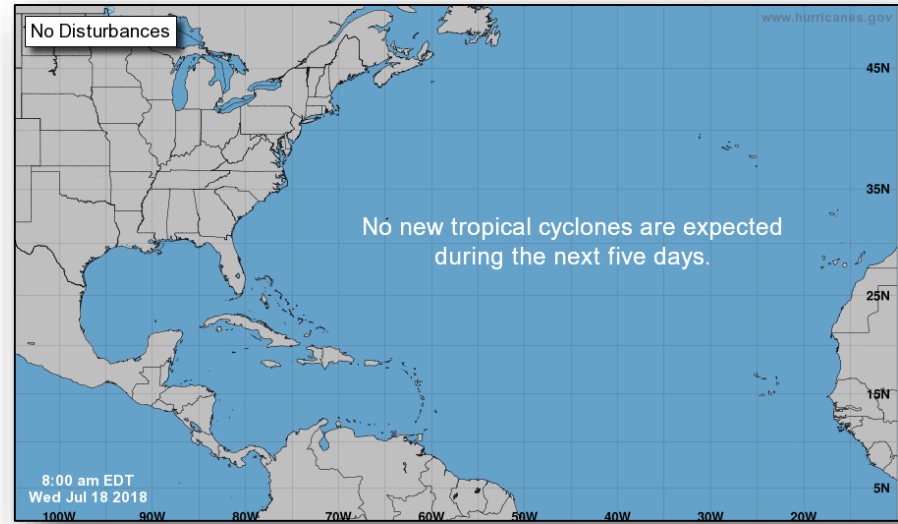 No Disturbances
www.hurricanes.gov
45N
35N
No new tropical cyclones are expected
during the next five days.
25N
15N
8:00 am EDT
Wed Jul 18 2018
5N
100W 90W 80W 70W 60W 50W 40W 30W 20W